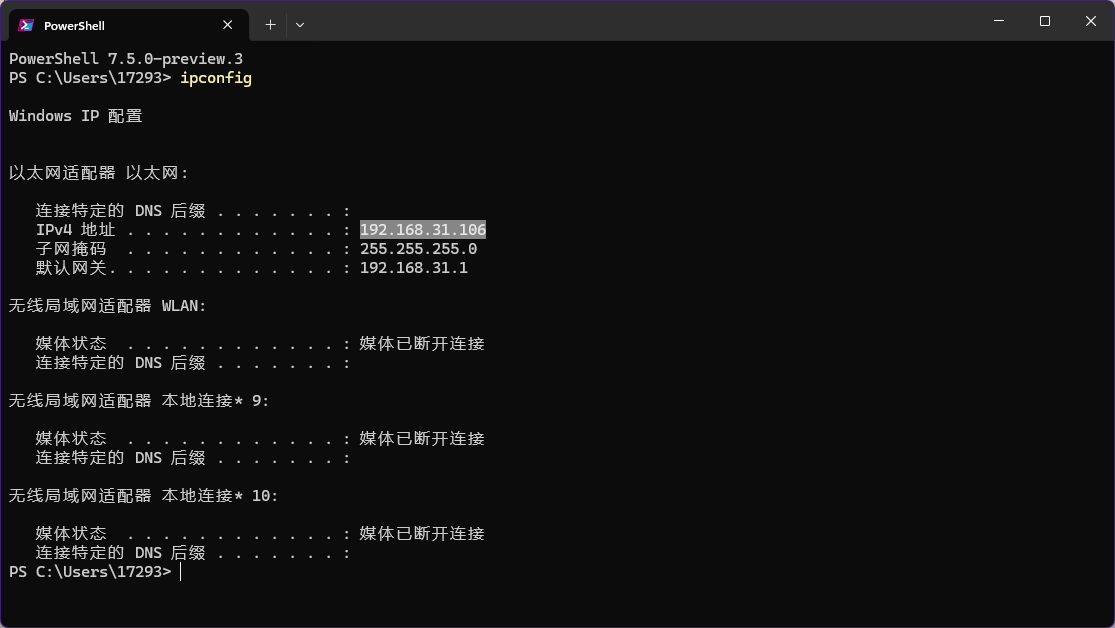 PowerShell
PowerShell 7.5.0-preview.3
PS C:\Users\17293> ipconfig
Windows IP 配置
以太网适配器 以太网:
连接特定的 DNS 后缀 . . . . . . . :
IPv4 地址 . . . . . . . . . . . . : 192.168.31.106
子网掩码  . . . . . . . . . . . . : 255.255.255.0
默认网关. . . . . . . . . . . . . : 192.168.31.1
无线局域网适配器 WLAN:
媒体状态  . . . . . . . . . . . . : 媒体已断开连接
连接特定的 DNS 后缀 . . . . . . . :
无线局域网适配器 本地连接* 9:
媒体状态  . . . . . . . . . . . . : 媒体已断开连接
连接特定的 DNS 后缀 . . . . . . . :
无线局域网适配器 本地连接* 10:
媒体状态  . . . . . . . . . . . . : 媒体已断开连接
连接特定的 DNS 后缀 . . . . . . . :
PS C:\Users\17293>